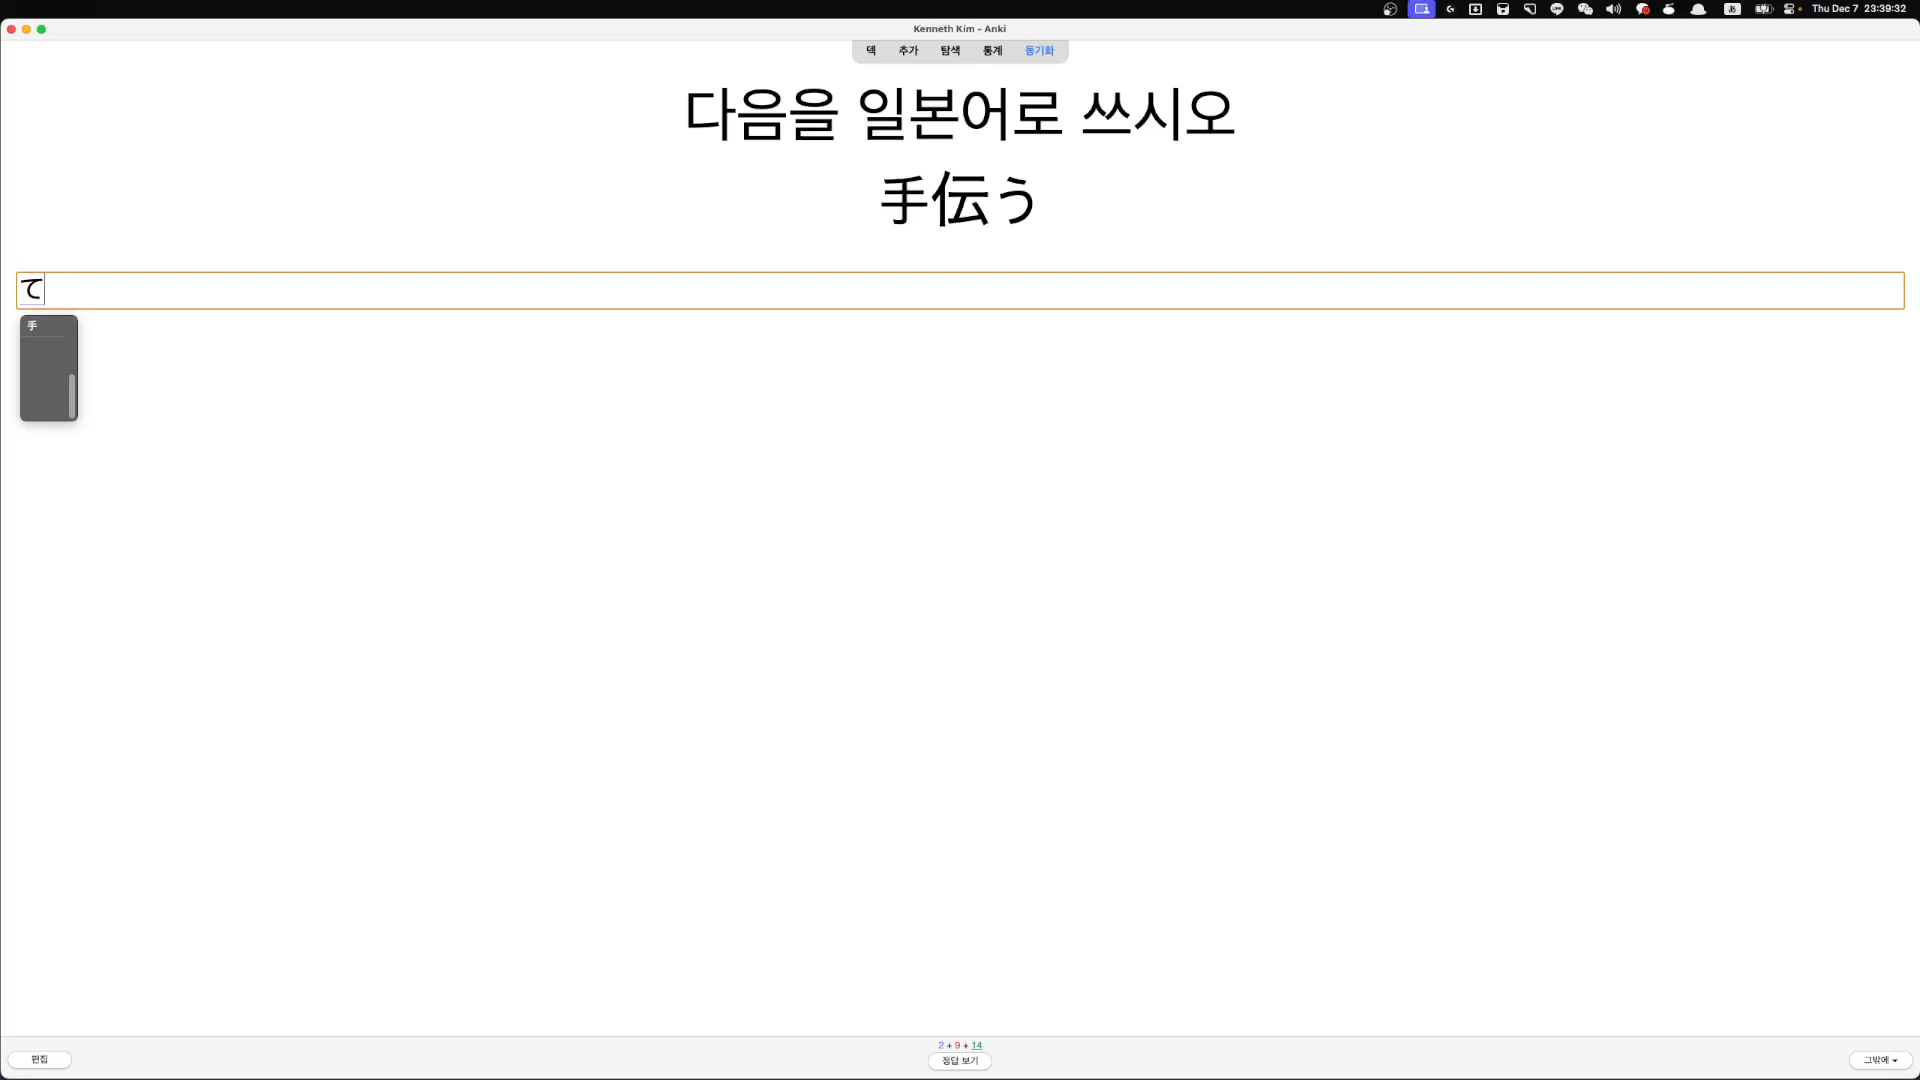 Thu Dec 7 23:39:32
Kenneth Kim - Anki
덱 추가 탐색 통계 동기화
다음을 일본어로 쓰시오
手伝う
て
手
2 + 9 + 14
편집 정답 보기 그밖에